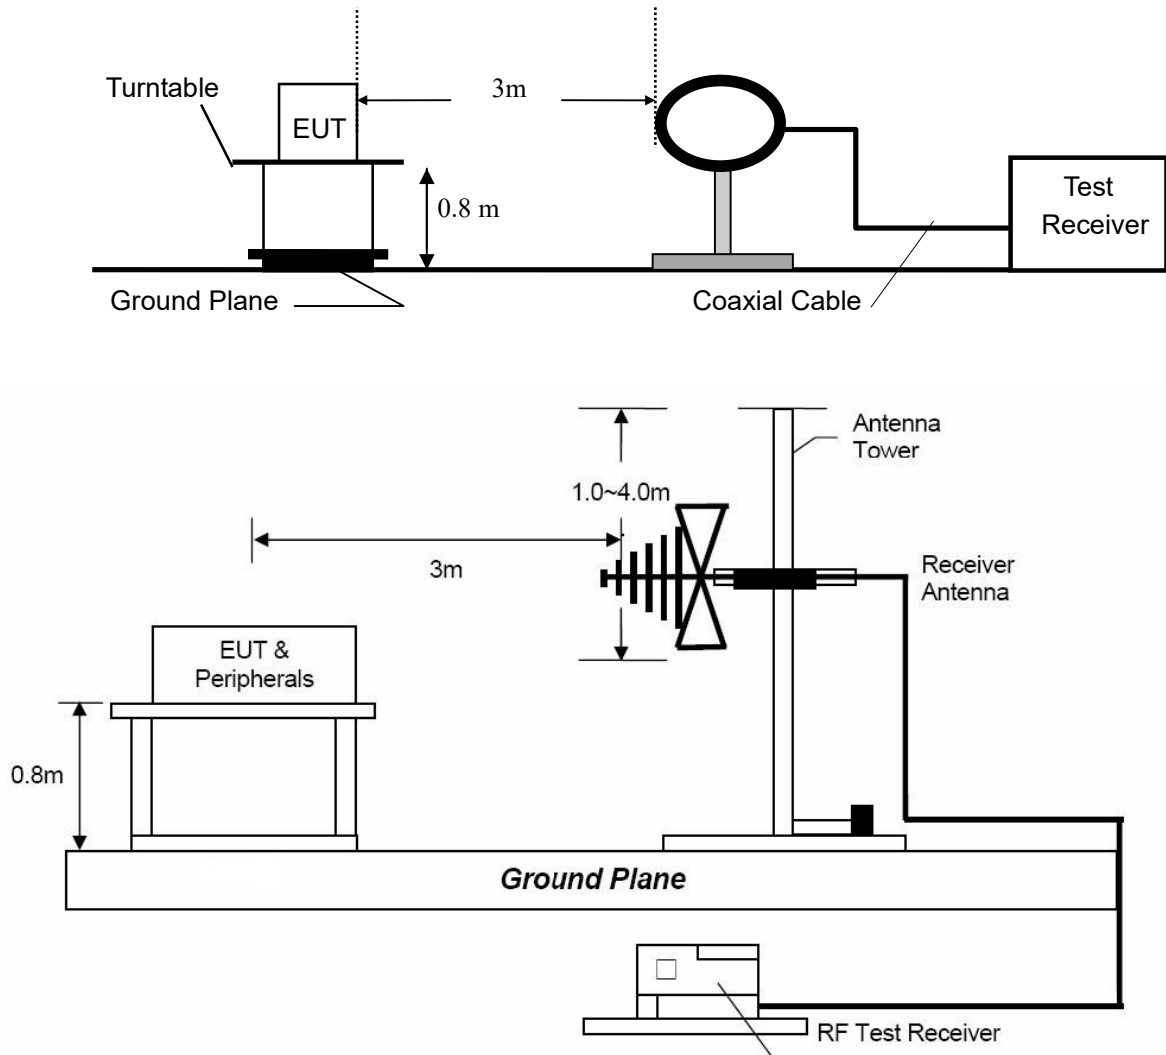 3m
Turntable
EUT
0.8 m
Test
Receiver
Ground Plane
Coaxial Cable
Antenna
Tower
1.0~4.0m
3m
Receiver
Antenna
EUT &
Peripherals
0.8m
Ground Plane
RF Test Receiver